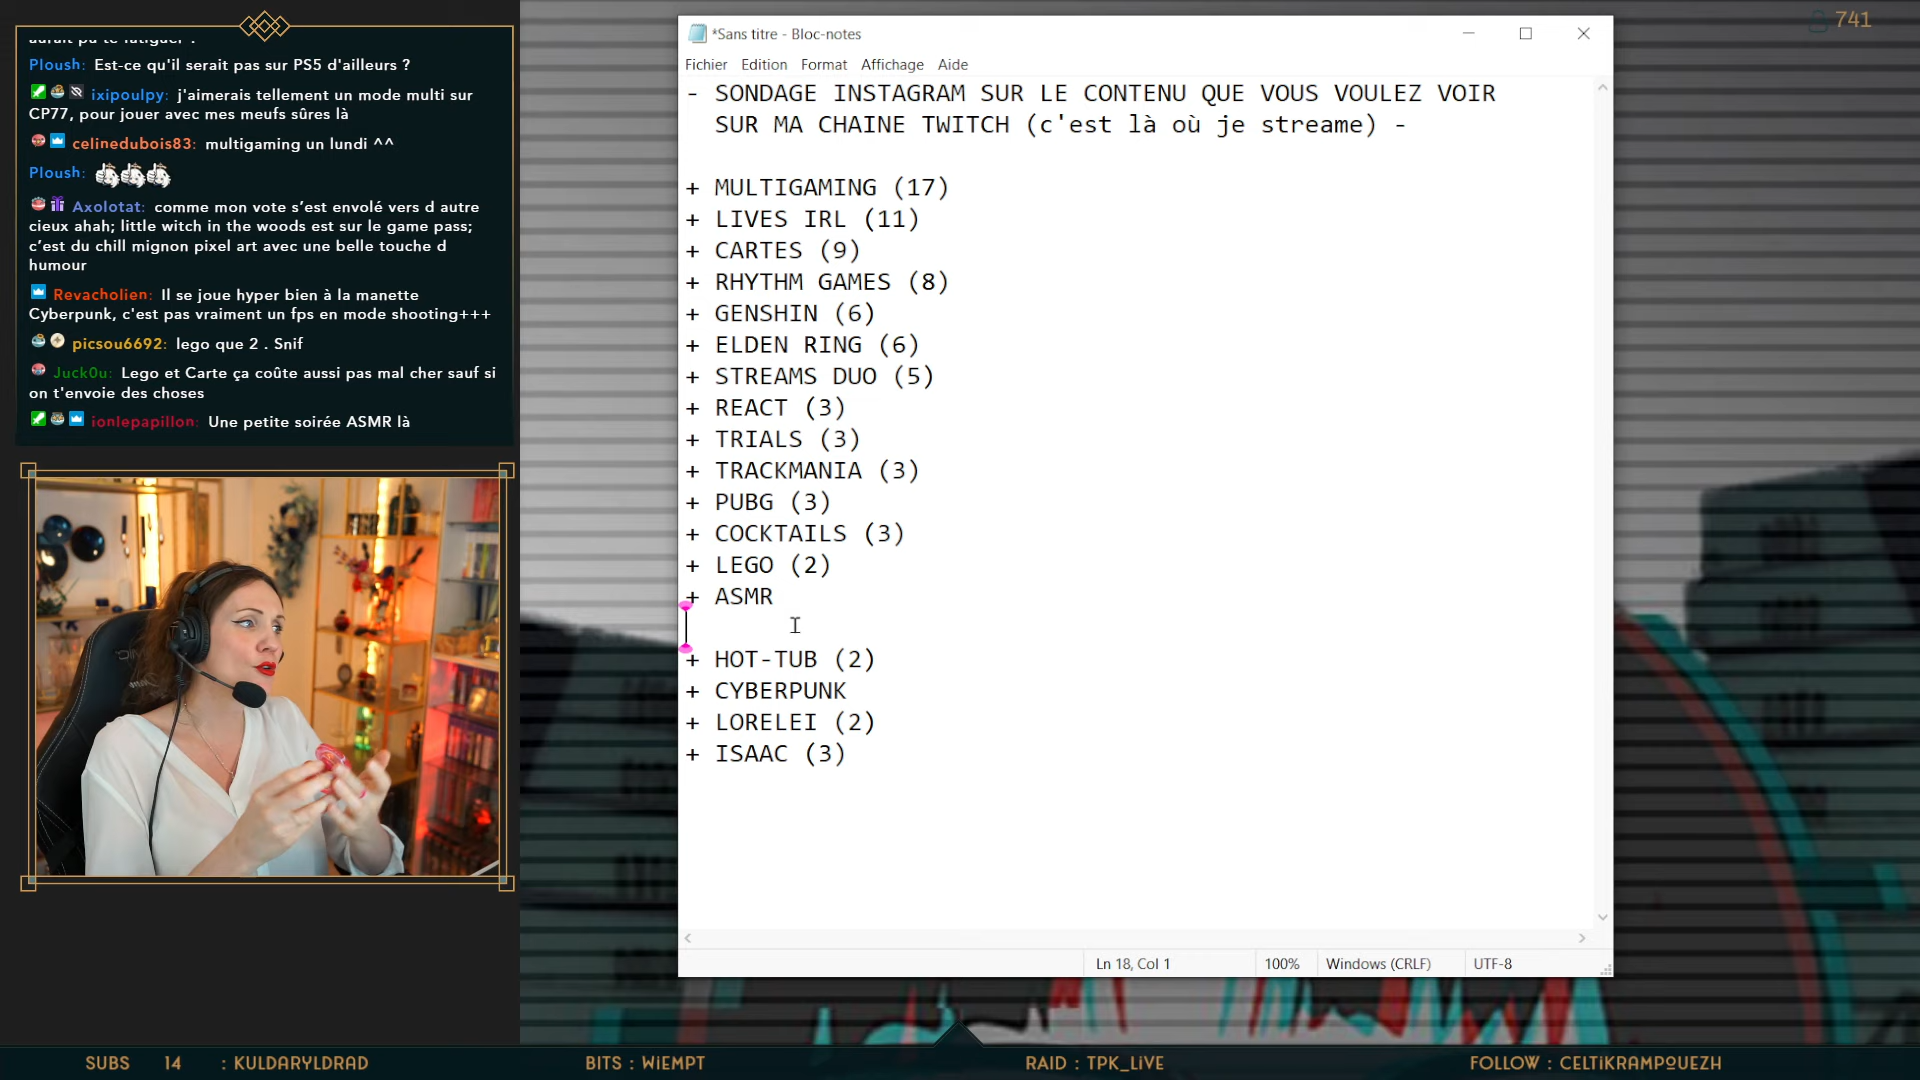 Ploush: Est-ce qu'il serait pas sur PS5 d'ailleurs ?
ixipoulpy: j'aimerais tellement un mode multi sur
CP77, pour jouer avec mes meufs sûres là
celinedubois83: multigaming un lundi ^^
Ploush:
Axolotat: comme mon vote s'est envolé vers d autre
cieux ahah; little witch in the woods est sur le game pass;
c'est du chill mignon pixel art avec une belle touche d
humour
Revacholien: Il se joue hyper bien à la manette
Cyberpunk, c'est pas vraiment un fps en mode shooting+++
picsou6692: lego que 2 . Snif
Juck0u: Lego et Carte ça coûte aussi pas mal cher sauf si
on t'envoie des choses
ionlepapillon: Une petite soirée ASMR là
*Sans titre - Bloc-notes
Fichier Edition Format Affichage Aide
- SONDAGE INSTAGRAM SUR LE CONTENU QUE VOUS VOULEZ VOIR
SUR MA CHAINE TWITCH (c'est là où je streame) -
+ MULTIGAMING (17)
+ LIVES IRL (11)
+ CARTES (9)
+ RHYTHM GAMES (8)
+ GENSHIN (6)
+ ELDEN RING (6)
+ STREAMS DUO (5)
+ REACT (3)
+ TRIALS (3)
+ TRACKMANIA (3)
+ PUBG (3)
+ COCKTAILS (3)
+ LEGO (2)
+ ASMR
+ HOT-TUB (2)
+ CYBERPUNK
+ LORELEI (2)
+ ISAAC (3)
Ln 18, Col 1 100% Windows (CRLF) UTF-8
741
SUBS 14 : KULDARYLDRAD
BITS : WiEMPT
RAID : TPK_LiVE
FOLLOW : CELTiKRAMPOUEZH